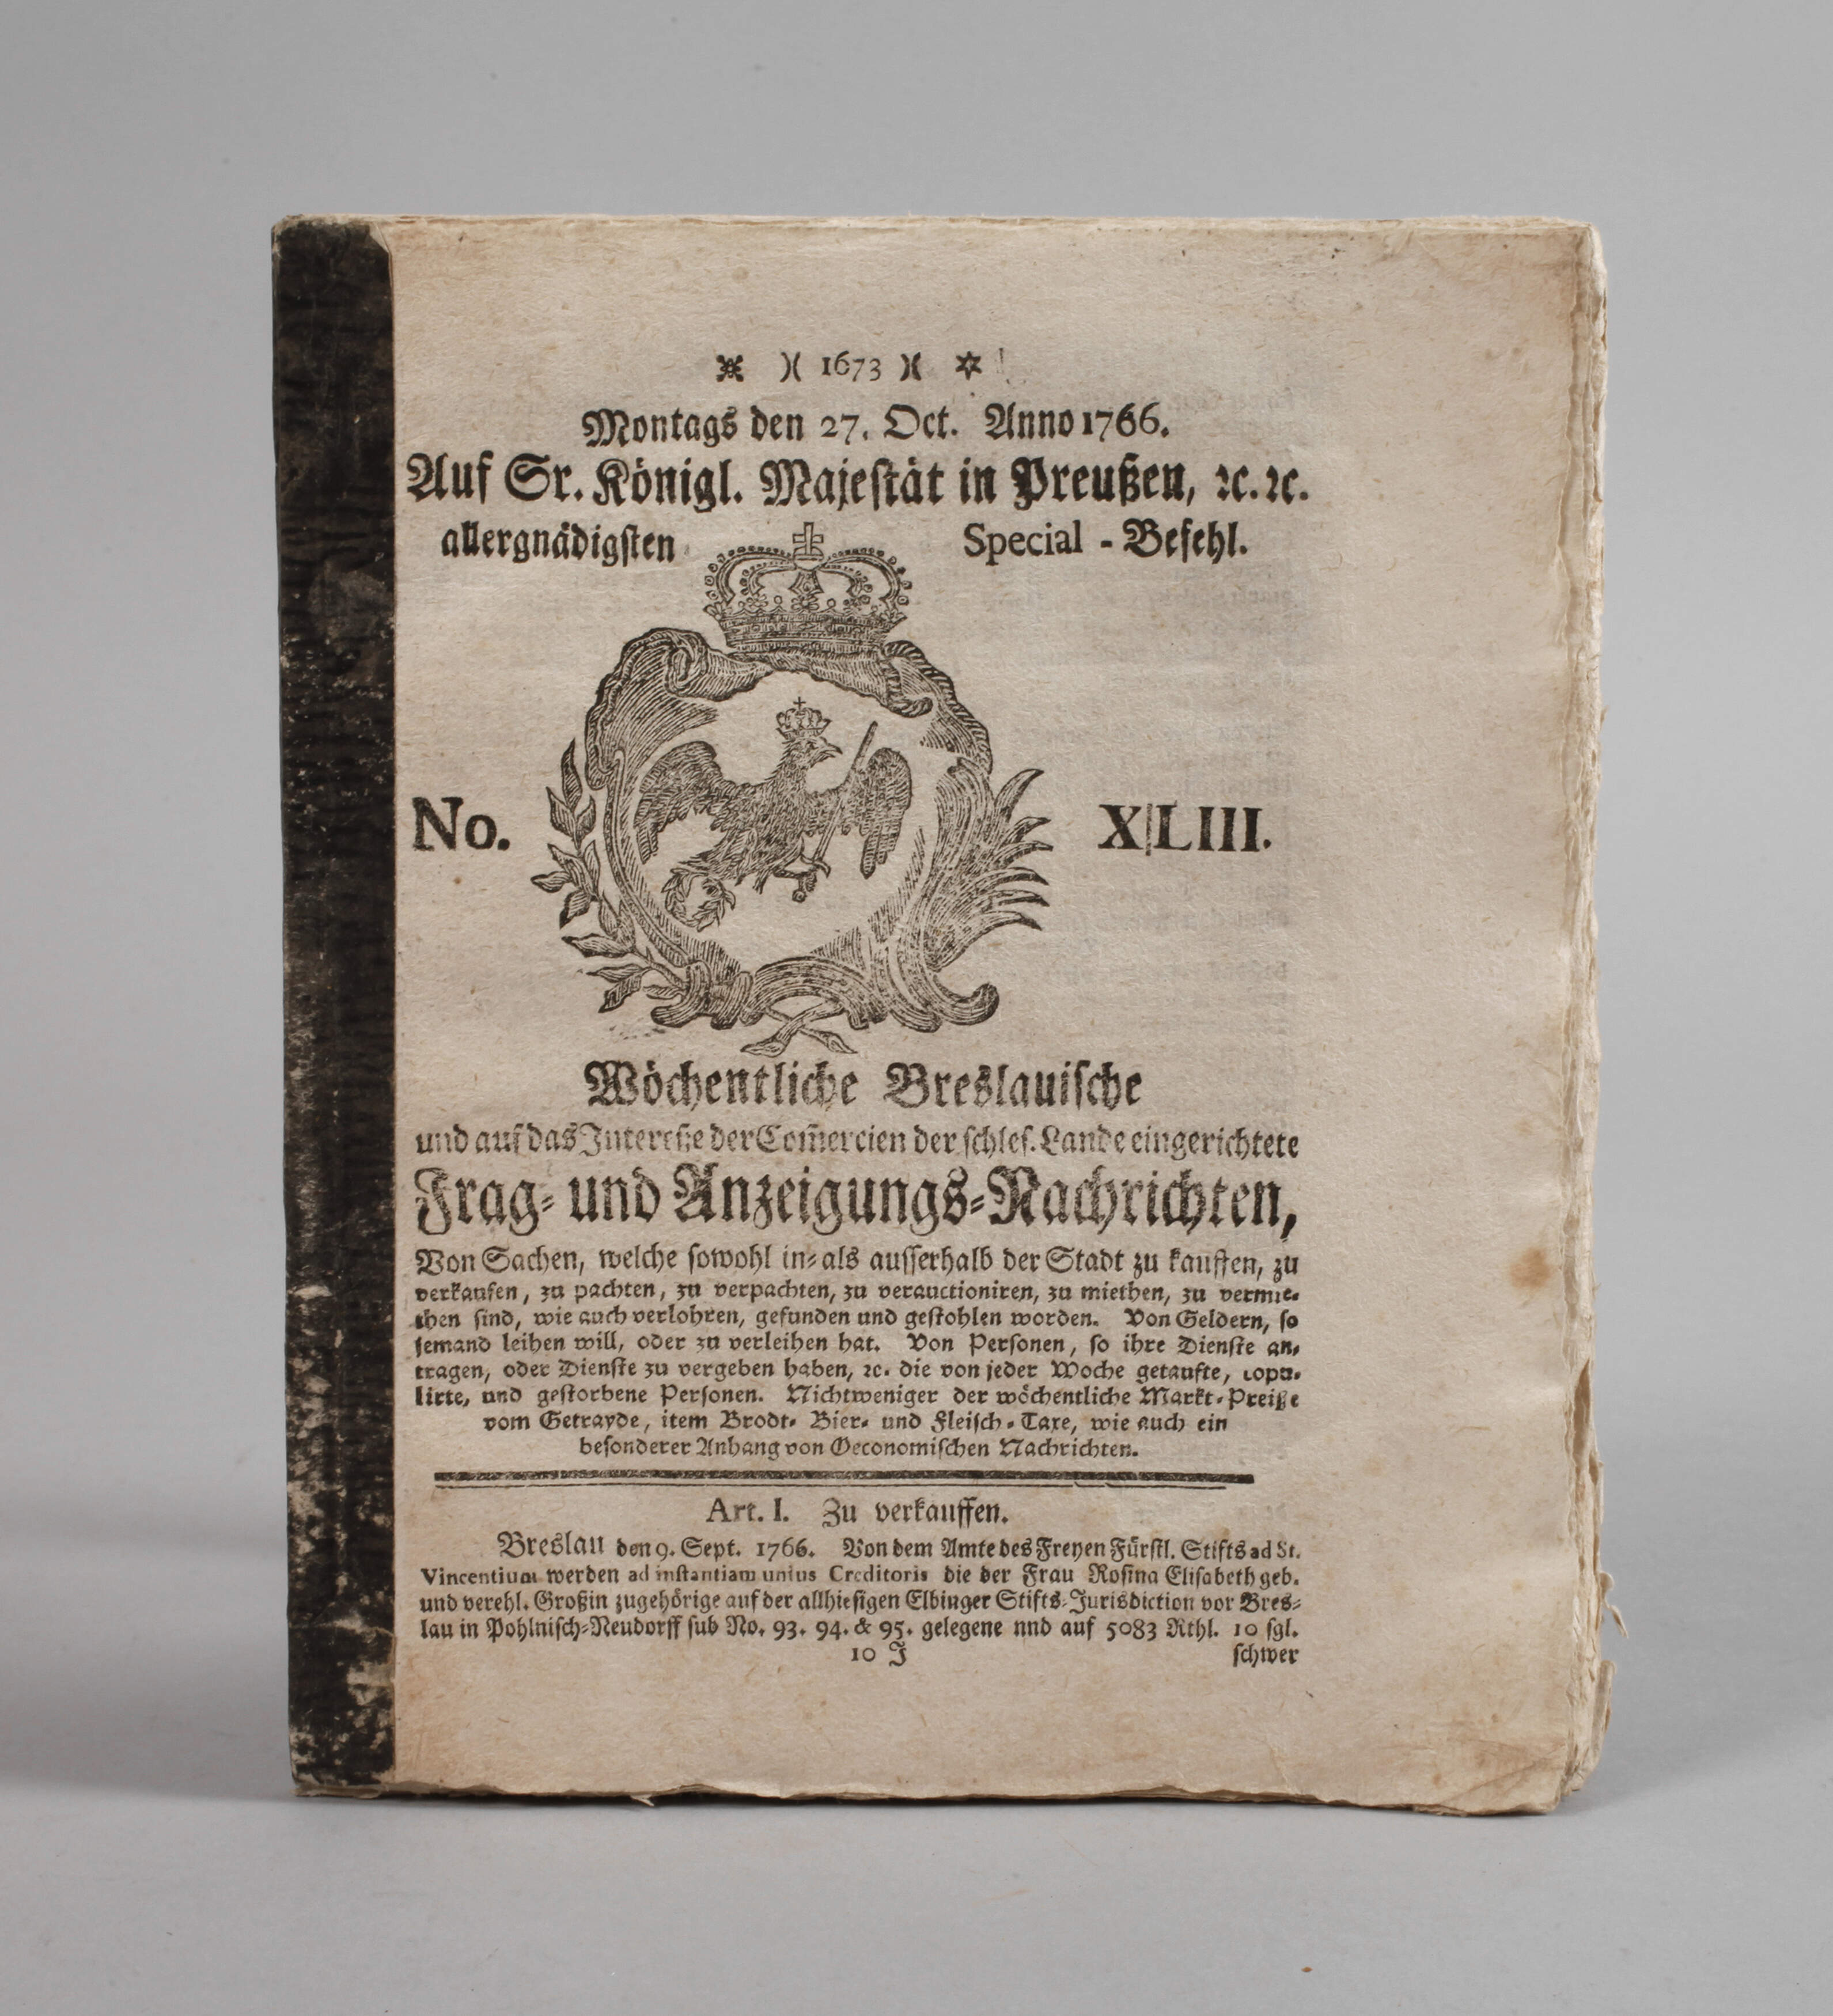 )( 1673 )(
Montags den 27. Oct. Anno 1766.
Auf Sr. Königl. Majeſtät in Preußen, ꝛc. ꝛc.
allergnädigſten Special - Befehl.
No. XLIII.
Wöchentliche Breslauiſche
und auf das Intereſſe der Com̃ercien der ſchleſ. Lande eingerichtete
Frag- und Anzeigungs-Nachrichten,
Von Sachen, welche ſowohl in- als auſſerhalb der Stadt zu kauffen, zu
verkaufen, zu pachten, zu verpachten, zu verauctioniren, zu miethen, zu vermie-
then ſind, wie auch verlohren, gefunden und geſtohlen worden. Von Geldern, ſo
jemand leihen will, oder zu verleihen hat. Von Perſonen, ſo ihre Dienſte an-
tragen, oder Dienſte zu vergeben haben, ꝛc. die von jeder Woche getaufte, copu-
lirte, und geſtorbene Perſonen. Nichtweniger der wöchentliche Markt-Preiße
vom Getrayde, item Brodt- Bier- und Fleiſch-Taxe, wie auch ein
beſonderer Anhang von Oeconomiſchen Nachrichten.
Art. I. Zu verkauffen.
Breslau den 9. Sept. 1766. Von dem Amte des Freyen Fürſtl. Stifts ad St.
Vincentium werden ad inſtantiam unius Creditoris die der Frau Roſina Eliſabeth geb.
und verehl. Großin zugehörige auf der allhieſigen Elbinger Stifts-Jurisdiction vor Bres-
lau in Pohlniſch-Neudorff ſub No. 93. 94. & 95. gelegene nnd auf 5083 Rthl. 10 ſgl.
10 J ſchwer